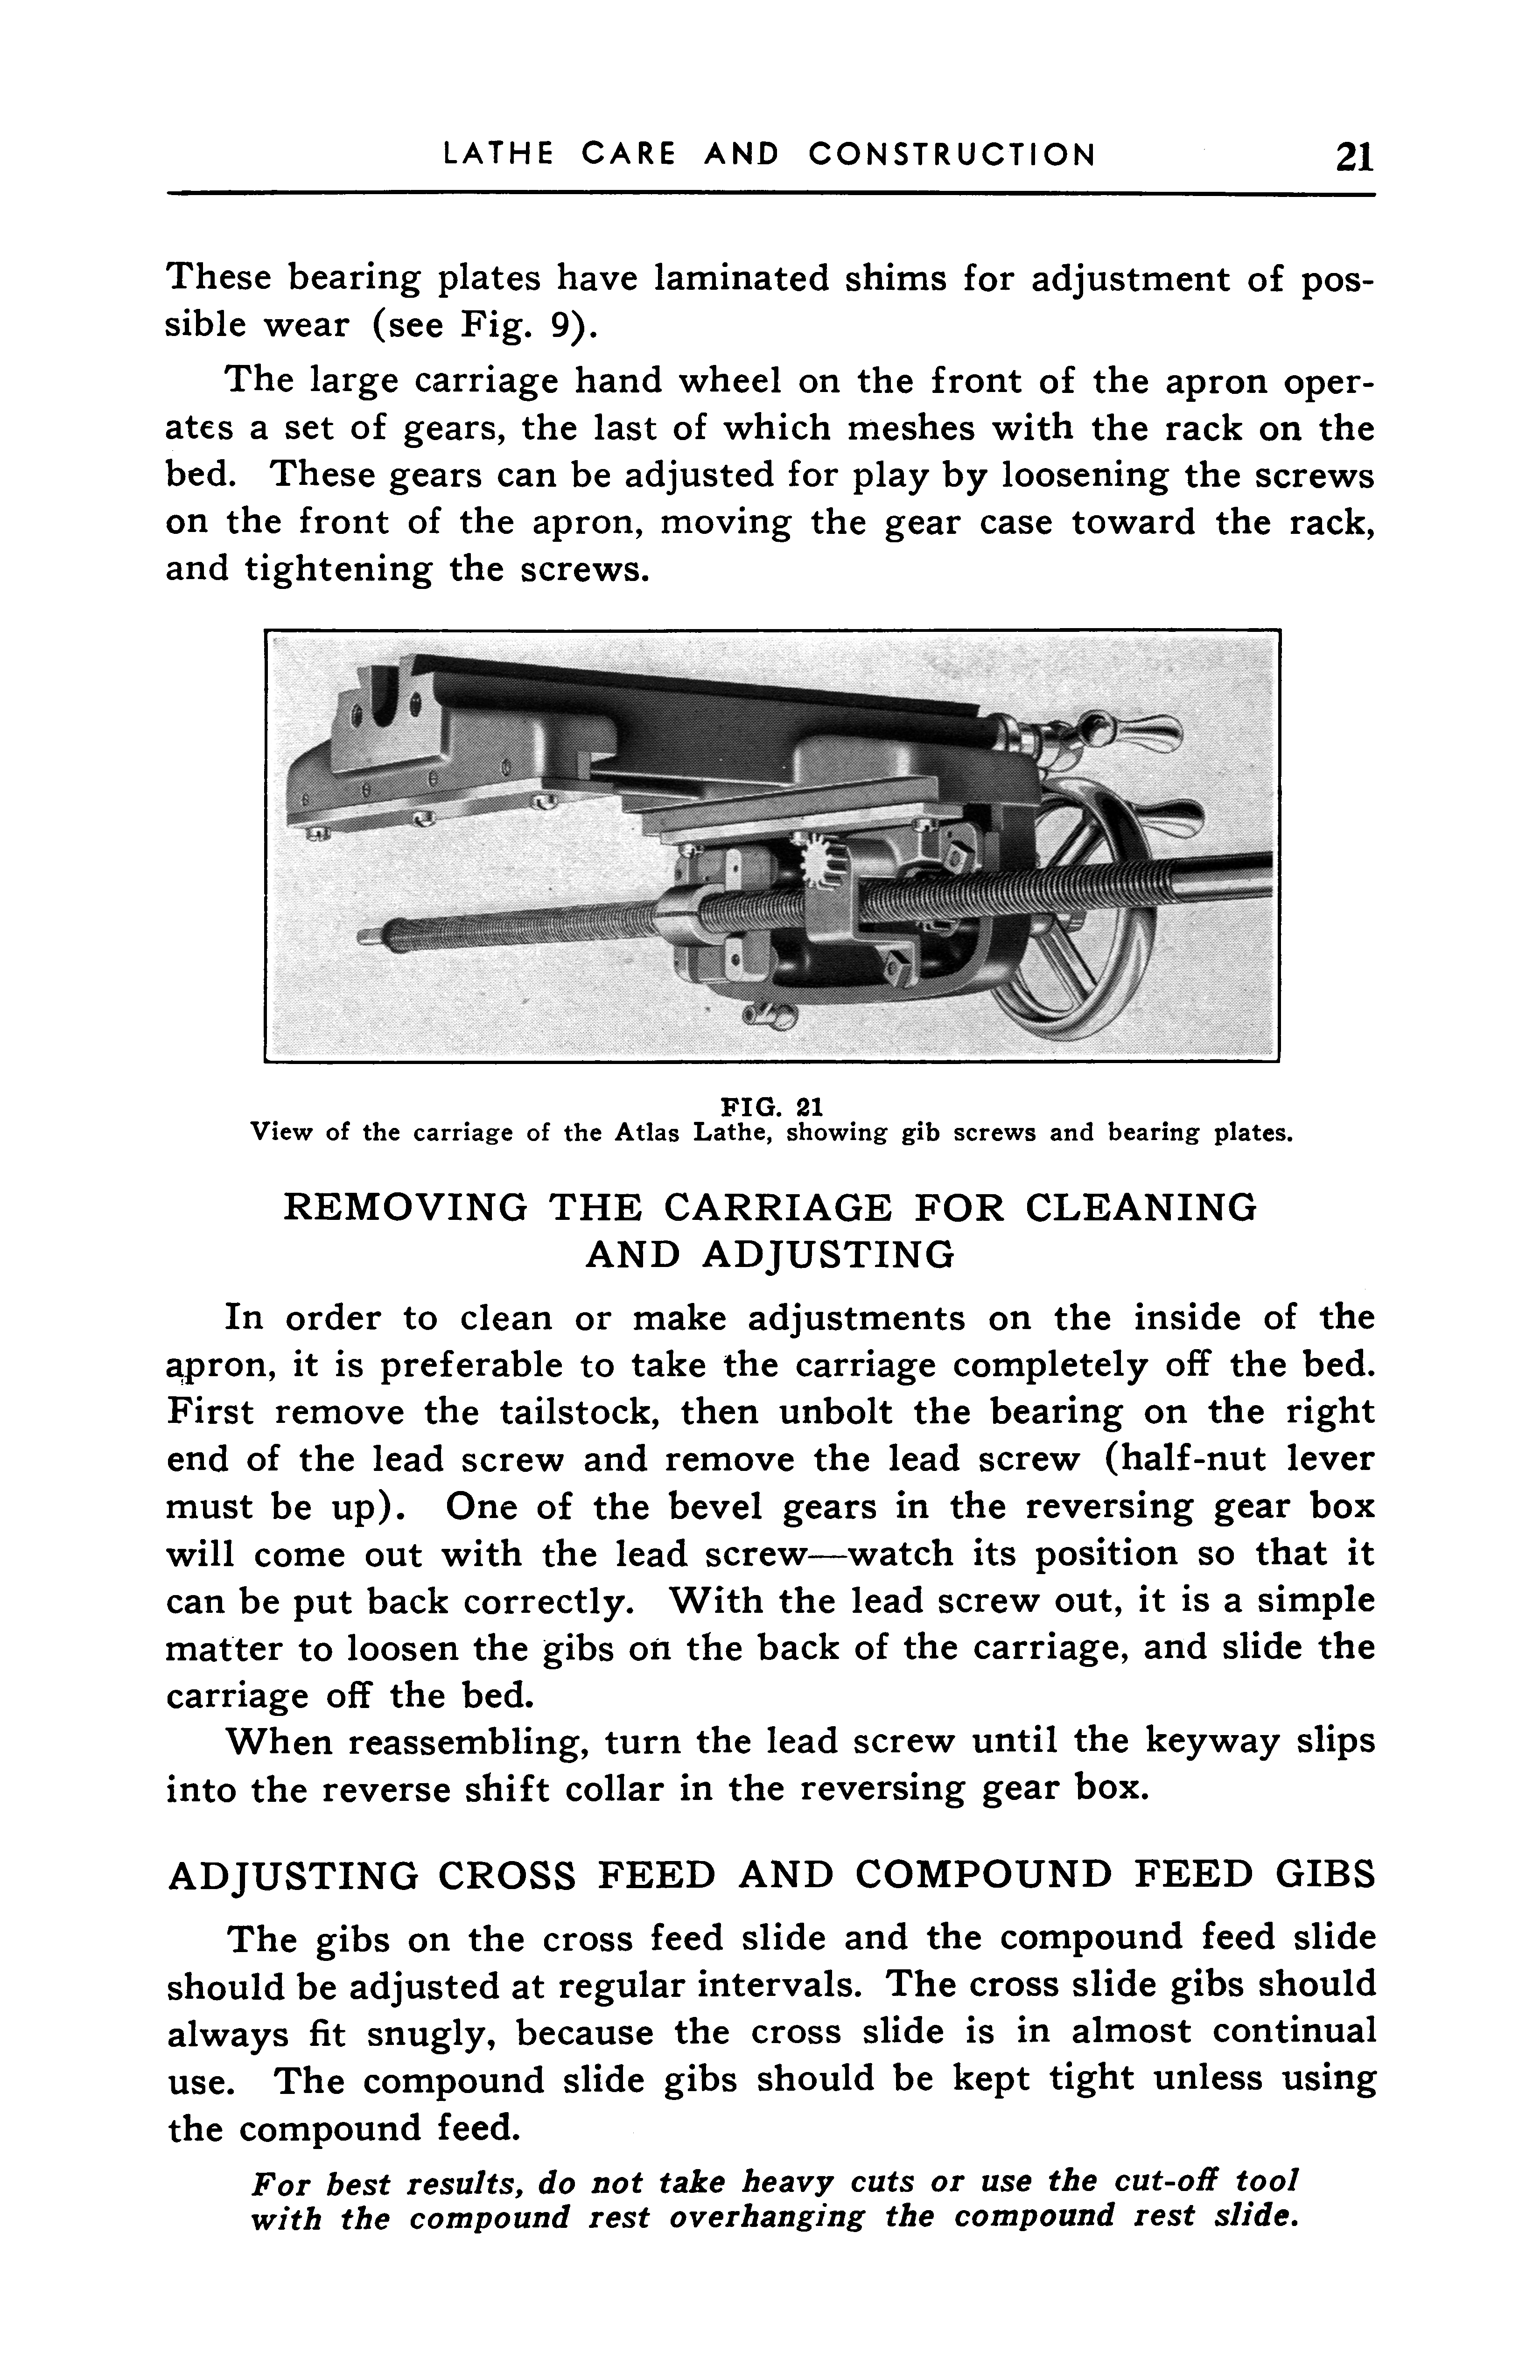 LATHE CARE AND CONSTRUCTION 21
These bearing plates have laminated shims for adjustment of pos-
sible wear (see Fig. 9).
The large carriage hand wheel on the front of the apron oper-
ates a set of gears, the last of which meshes with the rack on the
bed. These gears can be adjusted for play by loosening the screws
on the front of the apron, moving the gear case toward the rack,
and tightening the screws.
FIG. 21
View of the carriage of the Atlas Lathe, showing gib screws and bearing plates.
REMOVING THE CARRIAGE FOR CLEANING
AND ADJUSTING
In order to clean or make adjustments on the inside of the
apron, it is preferable to take the carriage completely off the bed.
First remove the tailstock, then unbolt the bearing on the right
end of the lead screw and remove the lead screw (half-nut lever
must be up). One of the bevel gears in the reversing gear box
will come out with the lead screw—watch its position so that it
can be put back correctly. With the lead screw out, it is a simple
matter to loosen the gibs on the back of the carriage, and slide the
carriage off the bed.
When reassembling, turn the lead screw until the keyway slips
into the reverse shift collar in the reversing gear box.
ADJUSTING CROSS FEED AND COMPOUND FEED GIBS
The gibs on the cross feed slide and the compound feed slide
should be adjusted at regular intervals. The cross slide gibs should
always fit snugly, because the cross slide is in almost continual
use. The compound slide gibs should be kept tight unless using
the compound feed.
For best results, do not take heavy cuts or use the cut-off tool
with the compound rest overhanging the compound rest slide.